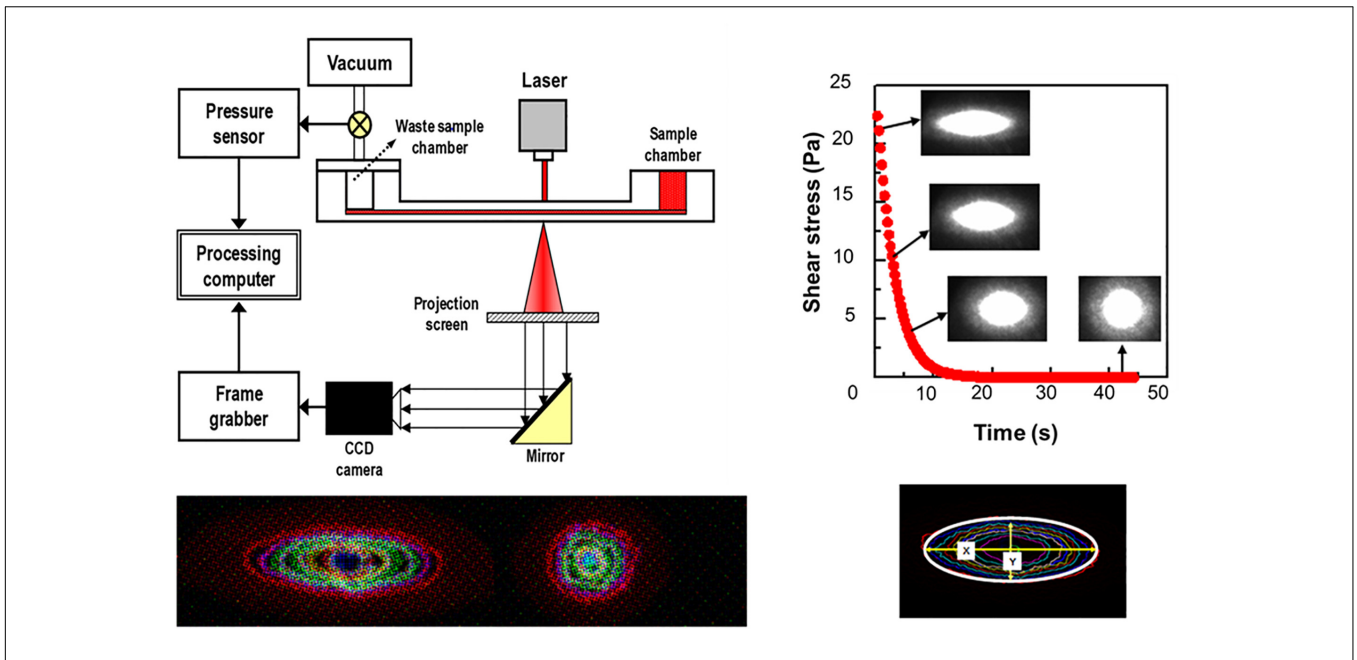 Vacuum
Laser
Pressure
sensor
Waste sample
chamber
Sample
chamber
Processing
computer
Projection
screen
Frame
grabber
CCD
camera
Mirror
Shear stress (Pa)
25
20
15
10
5
0
10
20
30
40
50
Time (s)
X
Y